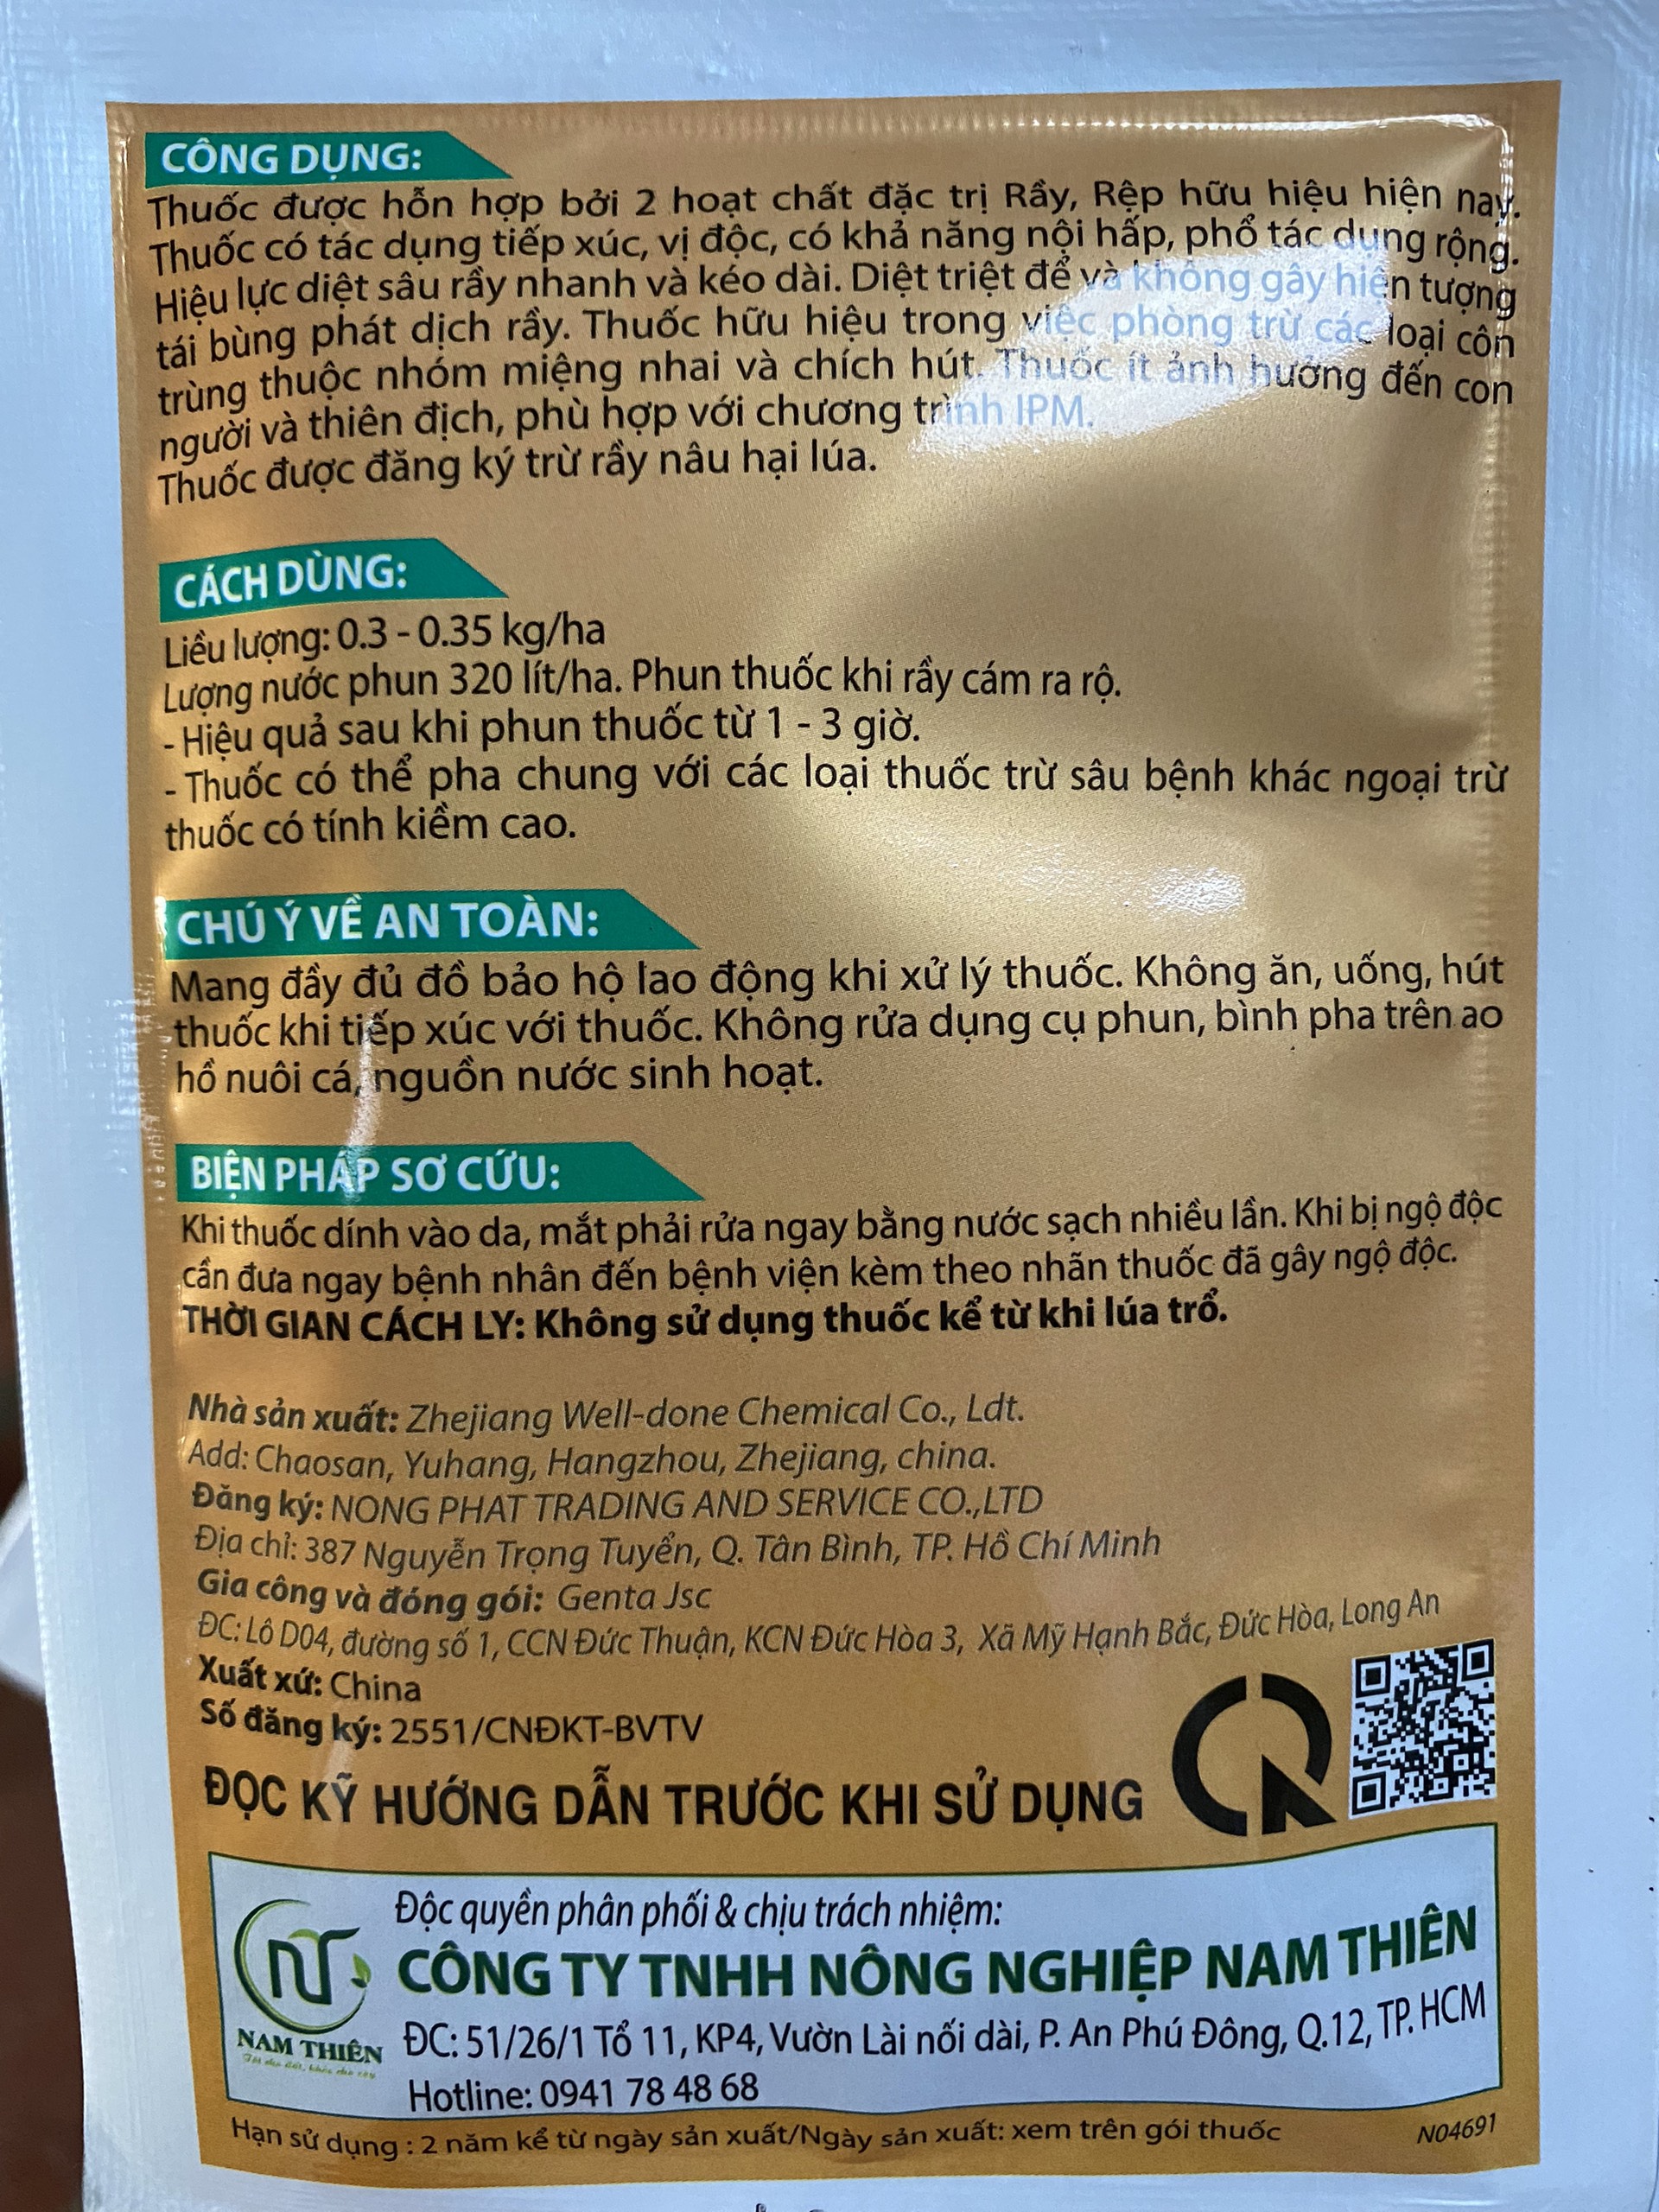 CÔNG DỤNG:
Thuốc được hỗn hợp bởi 2 hoạt chất đặc trị Rầy, Rệp hữu hiệu hiện nay.
Thuốc có tác dụng tiếp xúc, vị độc, có khả năng nội hấp, phổ tác dụng rộng.
Hiệu lực diệt sâu rầy nhanh và kéo dài. Diệt triệt để và không gây hiện tượng
tái bùng phát dịch rầy. Thuốc hữu hiệu trong việc phòng trừ các loại côn
trùng thuộc nhóm miệng nhai và chích hút. Thuốc ít ảnh hưởng đến con
người và thiên địch, phù hợp với chương trình IPM.
Thuốc được đăng ký trừ rầy nâu hại lúa.
CÁCH DÙNG:
Liều lượng: 0.3 - 0.35 kg/ha
Lượng nước phun 320 lít/ha. Phun thuốc khi rầy cám ra rộ.
- Hiệu quả sau khi phun thuốc từ 1 - 3 giờ.
- Thuốc có thể pha chung với các loại thuốc trừ sâu bệnh khác ngoại trừ
thuốc có tính kiềm cao.
CHÚ Ý VỀ AN TOÀN:
Mang đầy đủ đồ bảo hộ lao động khi xử lý thuốc. Không ăn, uống, hút
thuốc khi tiếp xúc với thuốc. Không rửa dụng cụ phun, bình pha trên ao
hồ nuôi cá, nguồn nước sinh hoạt.
BIỆN PHÁP SƠ CỨU:
Khi thuốc dính vào da, mắt phải rửa ngay bằng nước sạch nhiều lần. Khi bị ngộ độc
cần đưa ngay bệnh nhân đến bệnh viện kèm theo nhãn thuốc đã gây ngộ độc.
THỜI GIAN CÁCH LY: Không sử dụng thuốc kể từ khi lúa trổ.
Nhà sản xuất: Zhejiang Well-done Chemical Co., Ldt.
Add: Chaosan, Yuhang, Hangzhou, Zhejiang, china.
Đăng ký: NONG PHAT TRADING AND SERVICE CO.,LTD
Địa chỉ: 387 Nguyễn Trọng Tuyển, Q. Tân Bình, TP. Hồ Chí Minh
Gia công và đóng gói: Genta Jsc
ĐC: Lô D04, đường số 1, CCN Đức Thuận, KCN Đức Hòa 3, Xã Mỹ Hạnh Bắc, Đức Hòa, Long An
Xuất xứ: China
Số đăng ký: 2551/CNĐKT-BVTV
ĐỌC KỸ HƯỚNG DẪN TRƯỚC KHI SỬ DỤNG
Độc quyền phân phối & chịu trách nhiệm:
CÔNG TY TNHH NÔNG NGHIỆP NAM THIÊN
NAM THIÊN
ĐC: 51/26/1 Tổ 11, KP4, Vườn Lài nối dài, P. An Phú Đông, Q.12, TP. HCM
Hotline: 0941 78 48 68
Hạn sử dụng : 2 năm kể từ ngày sản xuất/Ngày sản xuất: xem trên gói thuốc
N04691